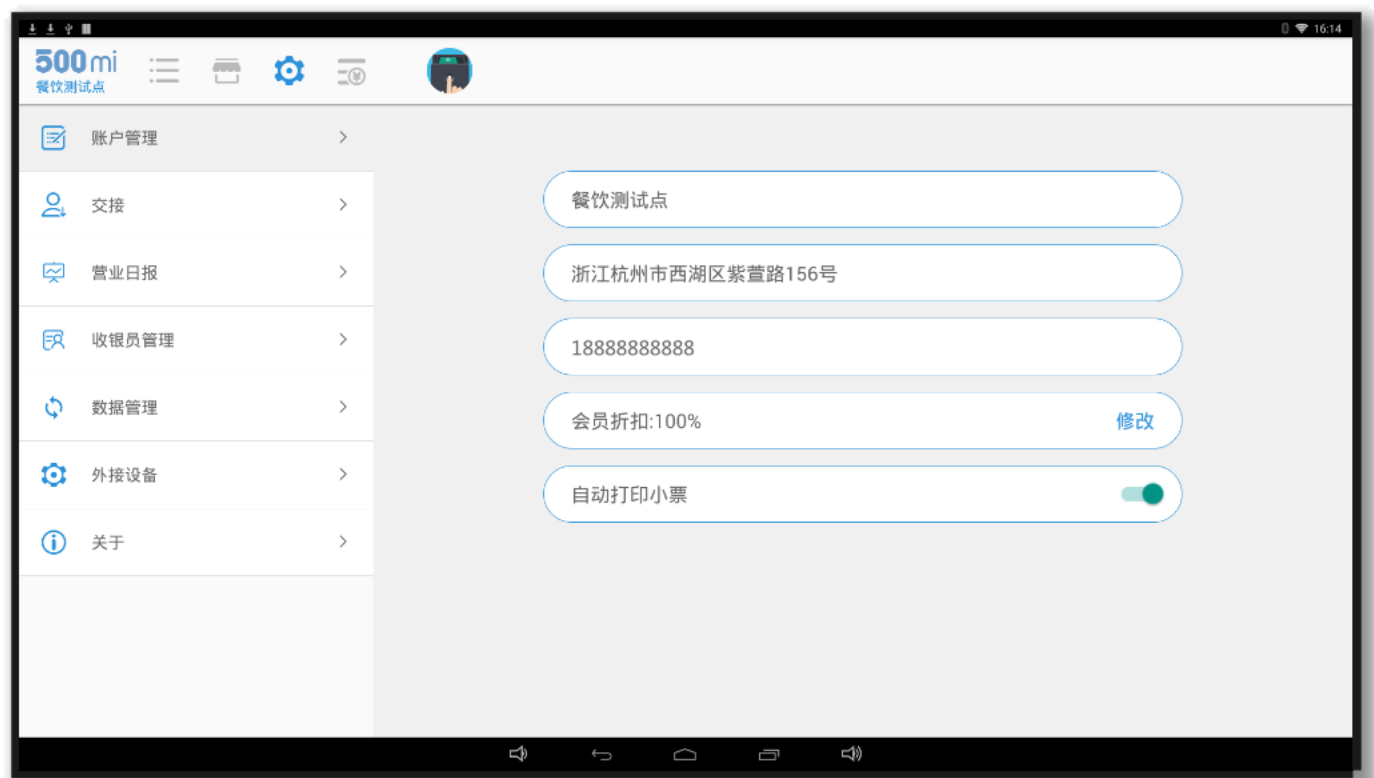 16:14
500mi
餐饮测试点
账户管理
交接
营业日报
收银员管理
数据管理
外接设备
关于
餐饮测试点
浙江杭州市西湖区紫萱路156号
18888888888
会员折扣:100% 修改
自动打印小票